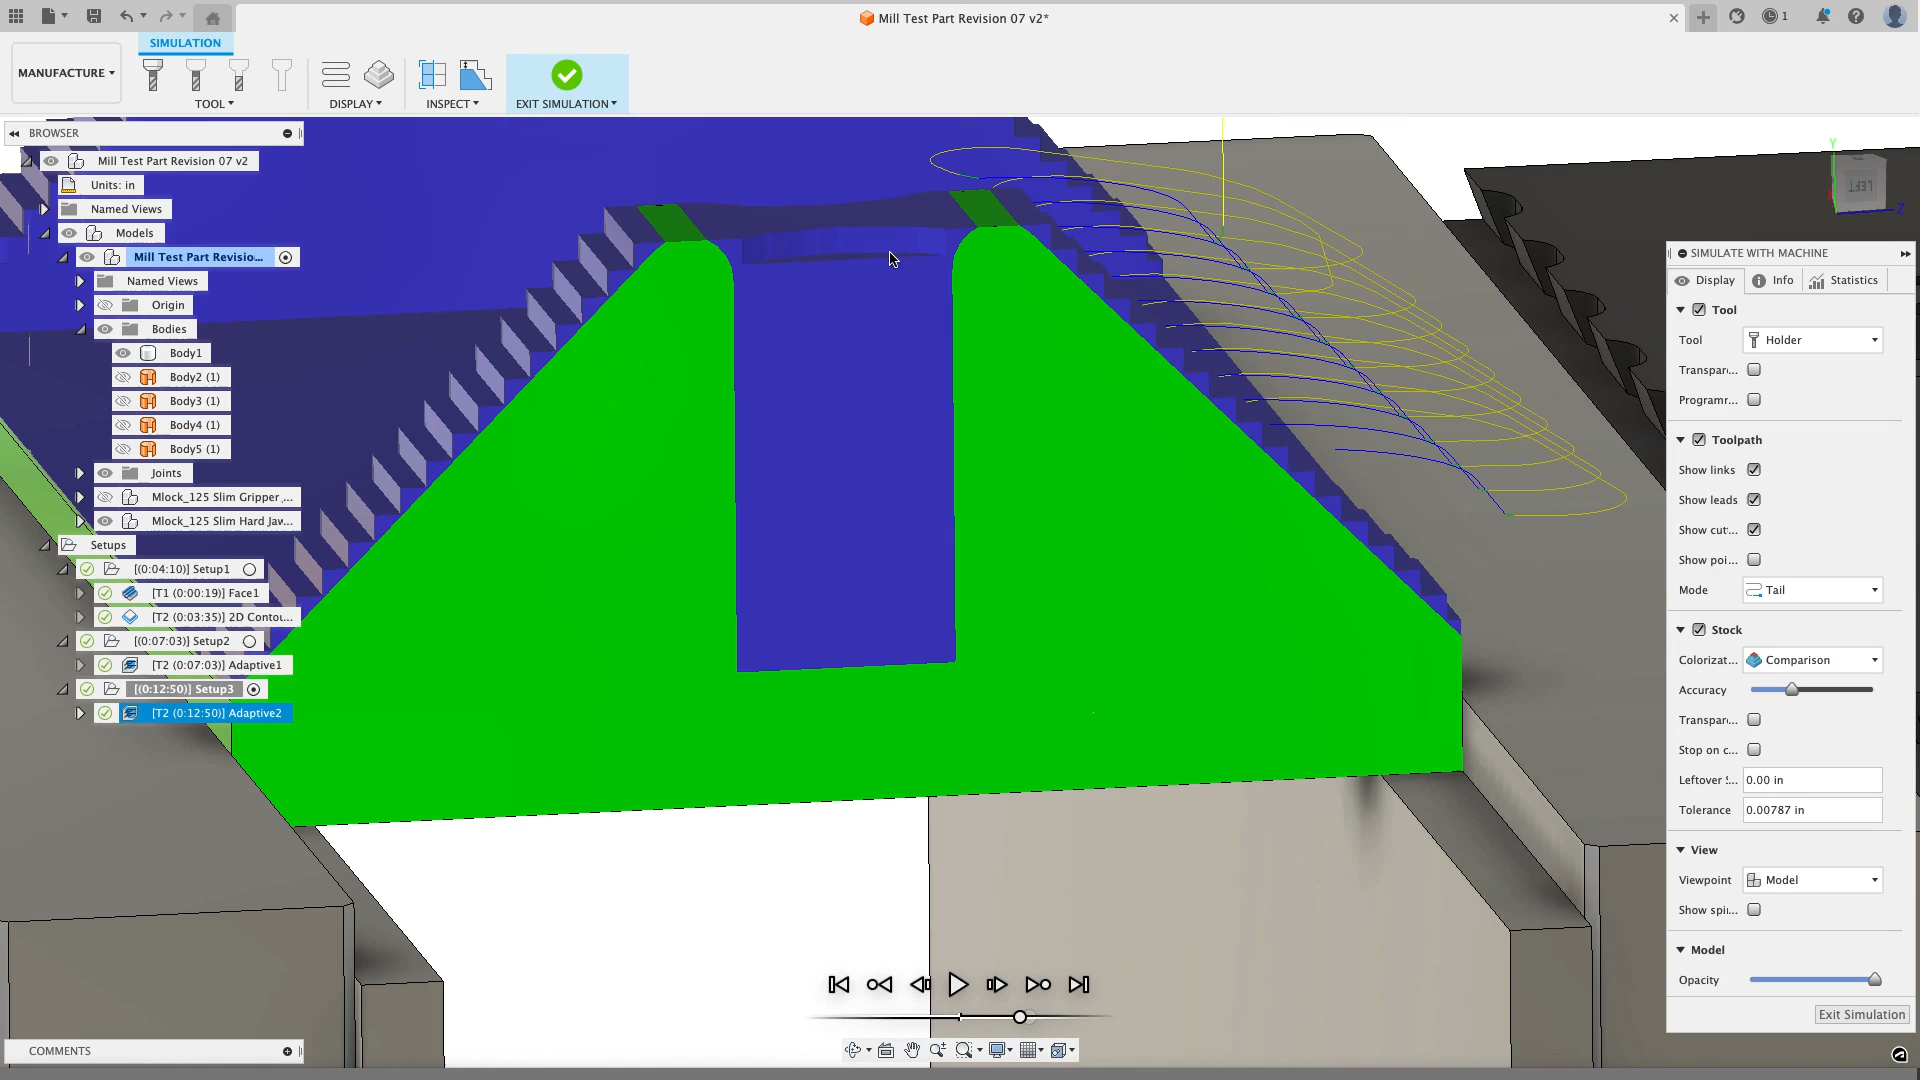 Mill Test Part Revision 07 v2*
1
SIMULATION
MANUFACTURE
TOOL
DISPLAY
INSPECT
EXIT SIMULATION
BROWSER
Mill Test Part Revision 07 v2
Units: in
Named Views
Models
Mill Test Part Revisio...
Named Views
Origin
Bodies
Body1
Body2 (1)
Body3 (1)
Body4 (1)
Body5 (1)
Joints
Mlock_125 Slim Gripper_...
Mlock_125 Slim Hard Jaw...
Setups
[(0:04:10)] Setup1
[T1 (0:00:19)] Face1
[T2 (0:03:35)] 2D Contou...
[(0:07:03)] Setup2
[T2 (0:07:03)] Adaptive1
[(0:12:50)] Setup3
[T2 (0:12:50)] Adaptive2
COMMENTS
Y
LEFT
Z
SIMULATE WITH MACHINE
Display
Info
Statistics
Tool
Tool
Holder
Transpar...
Programr...
Toolpath
Show links
Show leads
Show cut...
Show poi...
Mode
Tail
Stock
Colorizat...
Comparison
Accuracy
Transpar...
Stop on c...
Leftover S...
0.00 in
Tolerance
0.00787 in
View
Viewpoint
Model
Show spi...
Model
Opacity
Exit Simulation